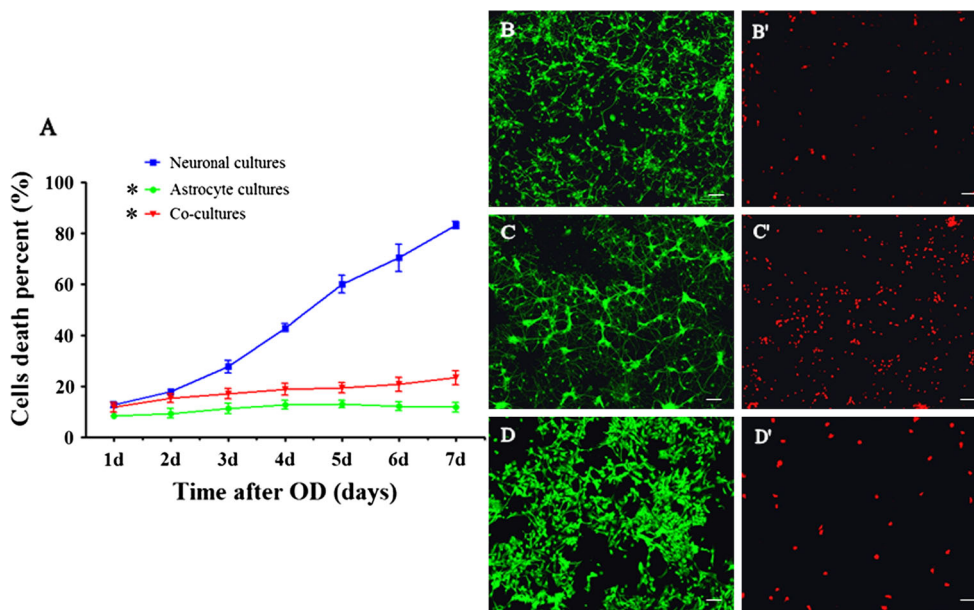 A
Neuronal cultures
* Astrocyte cultures
* Co-cultures
100
80
60
40
20
0
Cells death percent (%)
1d 2d 3d 4d 5d 6d 7d
Time after OD (days)
B
B'
C
C'
D
D'